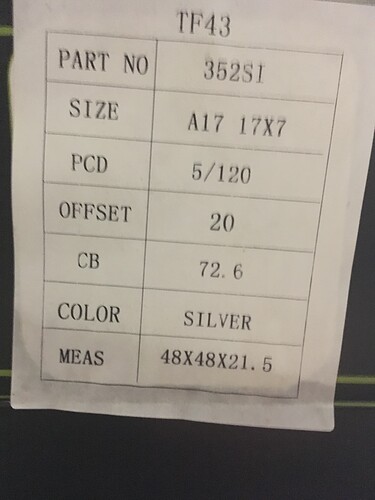 TF43
PART NO 352SI
SIZE A17 17X7
PCD 5/120
OFFSET 20
CB 72.6
COLOR SILVER
MEAS 48X48X21.5